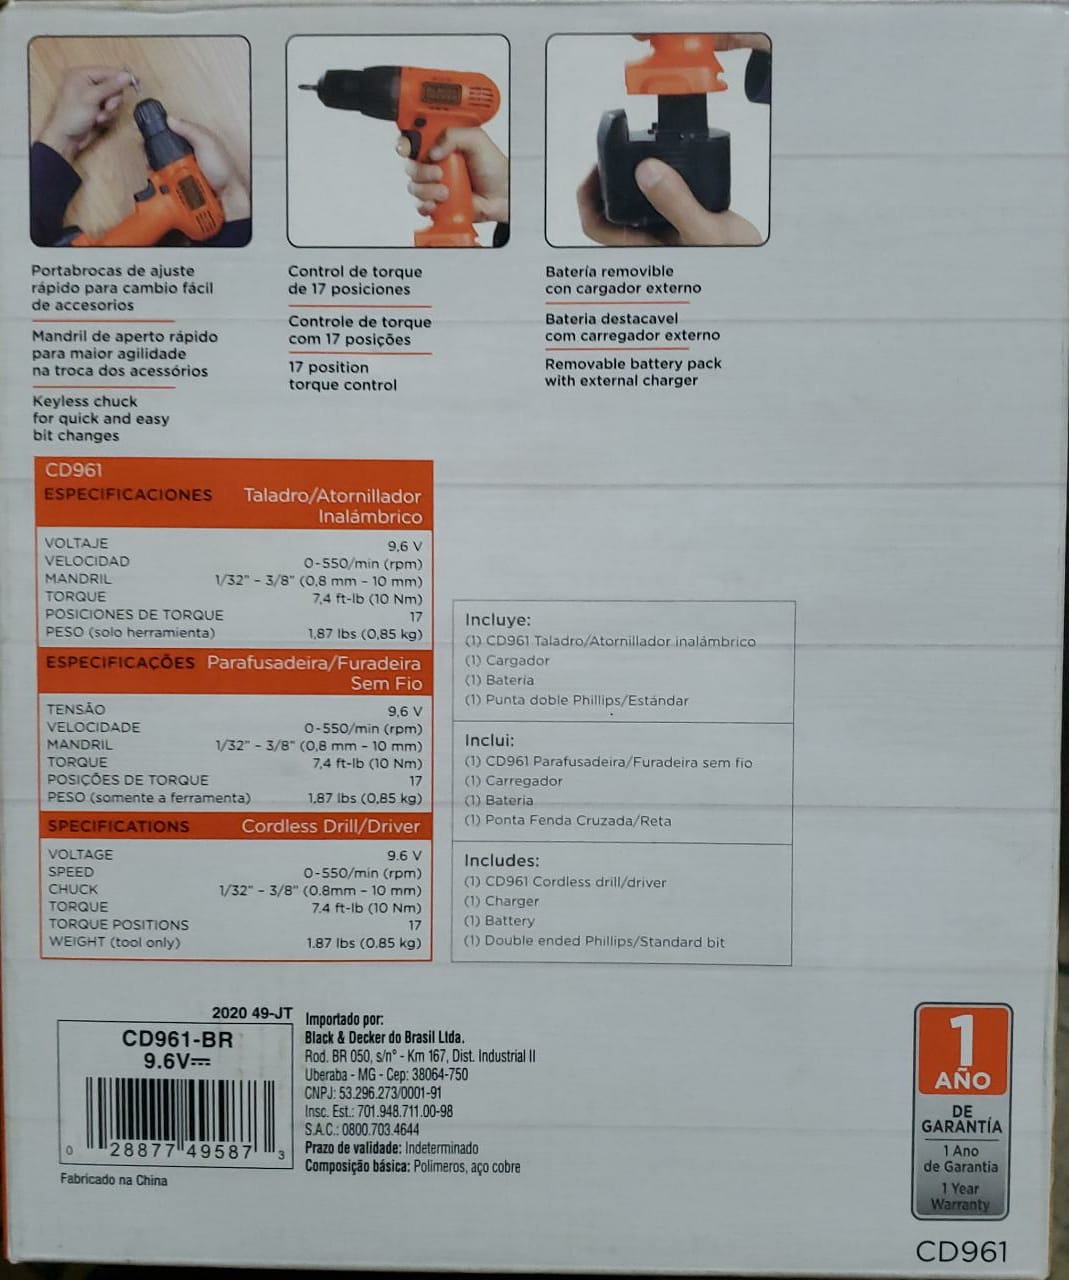 Portabrocas de ajuste
rápido para cambio fácil
de accesorios
Mandril de aperto rápido
para maior agilidade
na troca dos acessórios
Keyless chuck
for quick and easy
bit changes
Control de torque
de 17 posiciones
Controle de torque
com 17 posições
17 position
torque control
Batería removible
con cargador externo
Bateria destacavel
com carregador externo
Removable battery pack
with external charger
CD961
ESPECIFICACIONES Taladro/Atornillador
Inalámbrico
VOLTAJE 9,6 V
VELOCIDAD 0-550/min (rpm)
MANDRIL 1/32" - 3/8" (0,8 mm - 10 mm)
TORQUE 7,4 ft-lb (10 Nm)
POSICIONES DE TORQUE 17
PESO (solo herramienta) 1,87 lbs (0,85 kg)
ESPECIFICAÇÕES Parafusadeira/Furadeira
Sem Fio
TENSÃO 9,6 V
VELOCIDADE 0-550/min (rpm)
MANDRIL 1/32" - 3/8" (0,8 mm - 10 mm)
TORQUE 7,4 ft-lb (10 Nm)
POSIÇÕES DE TORQUE 17
PESO (somente a ferramenta) 1,87 lbs (0,85 kg)
SPECIFICATIONS Cordless Drill/Driver
VOLTAGE 9.6 V
SPEED 0-550/min (rpm)
CHUCK 1/32" - 3/8" (0.8mm - 10 mm)
TORQUE 7.4 ft-lb (10 Nm)
TORQUE POSITIONS 17
WEIGHT (tool only) 1.87 lbs (0.85 kg)
Incluye:
(1) CD961 Taladro/Atornillador inalámbrico
(1) Cargador
(1) Batería
(1) Punta doble Phillips/Estándar
Inclui:
(1) CD961 Parafusadeira/Furadeira sem fio
(1) Carregador
(1) Bateria
(1) Ponta Fenda Cruzada/Reta
Includes:
(1) CD961 Cordless drill/driver
(1) Charger
(1) Battery
(1) Double ended Phillips/Standard bit
2020 49-JT
CD961-BR
9.6V
0 28877 49587 3
Fabricado na China
Importado por:
Black & Decker do Brasil Ltda.
Rod. BR 050, s/nº - Km 167, Dist. Industrial II
Uberaba - MG - Cep: 38064-750
CNPJ: 53.296.273/0001-91
Insc. Est.: 701.948.711.00-98
S.A.C.: 0800.703.4644
Prazo de validade: Indeterminado
Composição básica: Polimeros, aço cobre
1
AÑO
DE
GARANTÍA
1 Ano
de Garantia
1 Year
Warranty
CD961